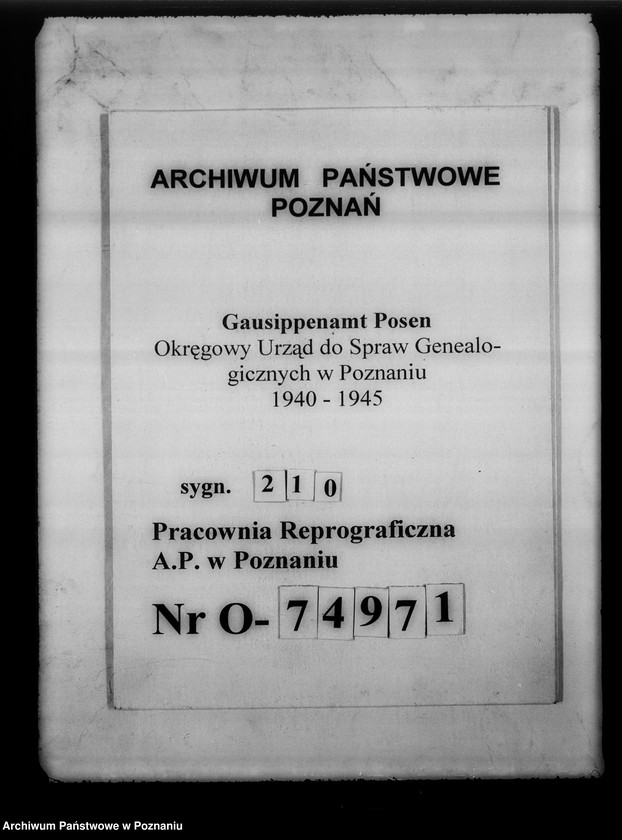 ARCHIWUM PAŃSTWOWE
POZNAŃ
Gausippenamt Posen
Okręgowy Urząd do Spraw Genealo-
gicznych w Poznaniu
1940 - 1945
sygn. 210
Pracownia Reprograficzna
A.P. w Poznaniu
Nr O-74971
Archiwum Państwowe w Poznaniu